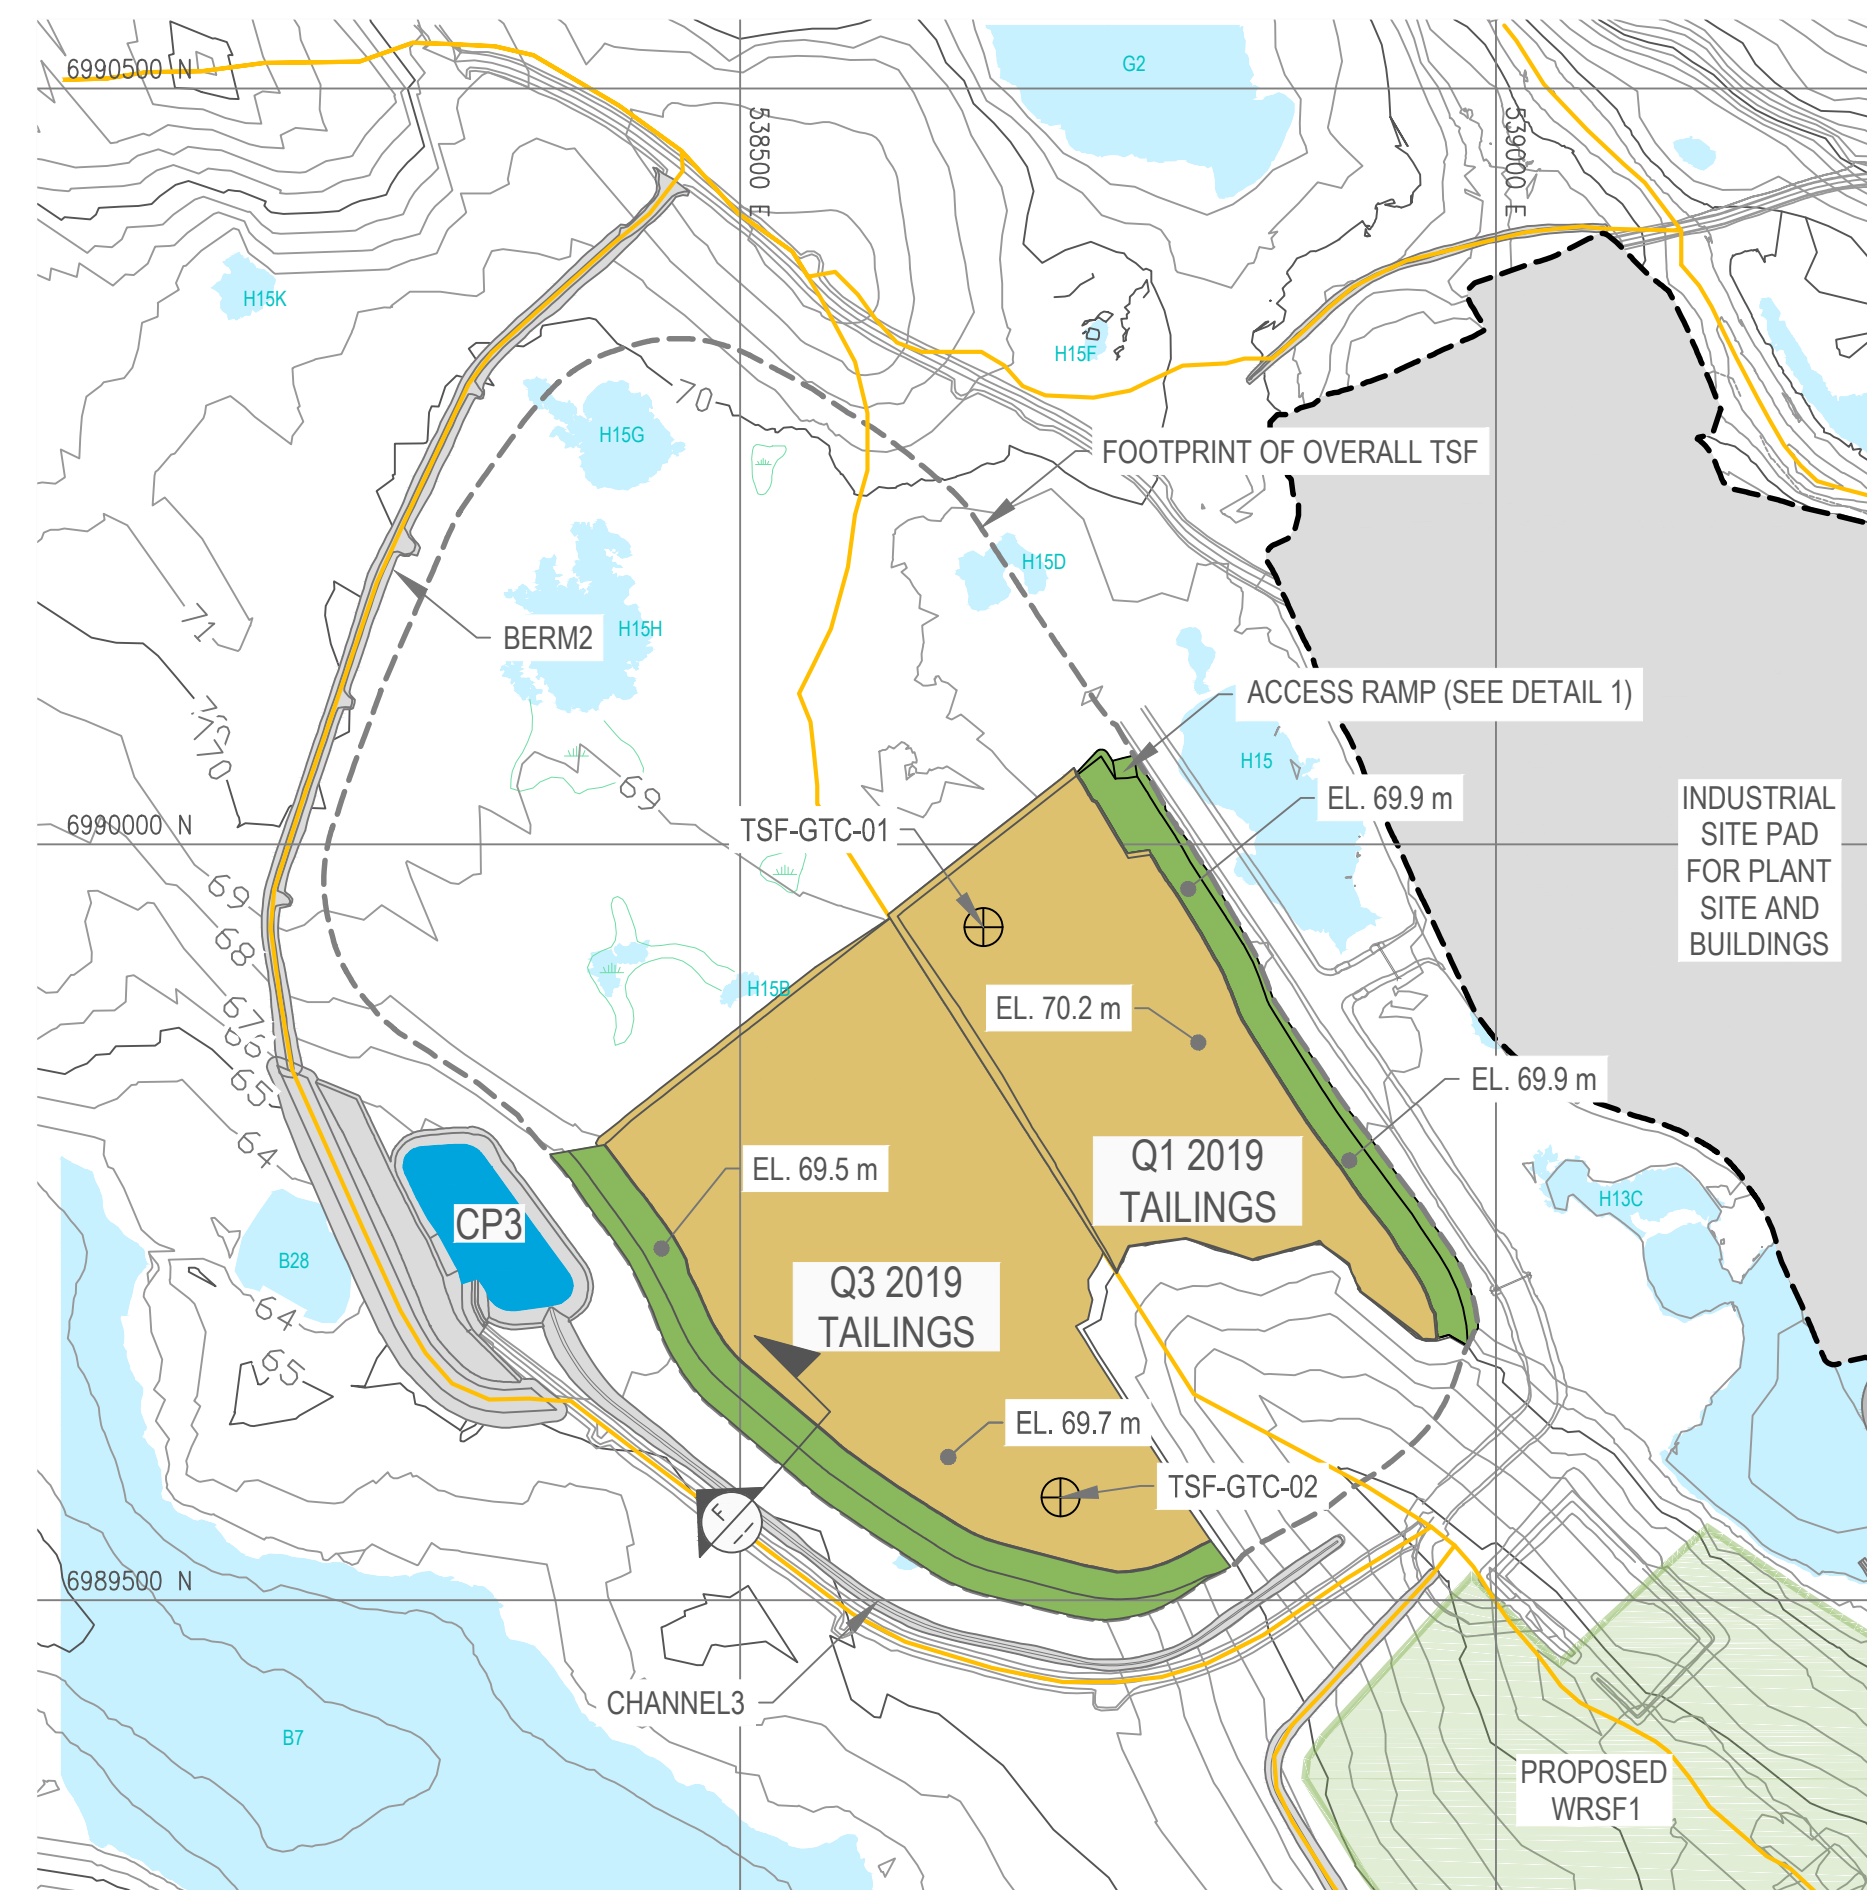 6990500 N
G2
538500 E
539000 E
H15K
H15F
70
H15G
FOOTPRINT OF OVERALL TSF
H15D
71
BERM2
H15H
ACCESS RAMP (SEE DETAIL 1)
70
H15
69
EL. 69.9 m
INDUSTRIAL
SITE PAD
FOR PLANT
SITE AND
BUILDINGS
6990000 N
TSF-GTC-01
69
68
H15B
EL. 70.2 m
67
66
65
EL. 69.9 m
64
Q1 2019
TAILINGS
EL. 69.5 m
H13C
CP3
B28
Q3 2019
TAILINGS
64
65
EL. 69.7 m
TSF-GTC-02
F
6989500 N
CHANNEL3
B7
PROPOSED
WRSF1